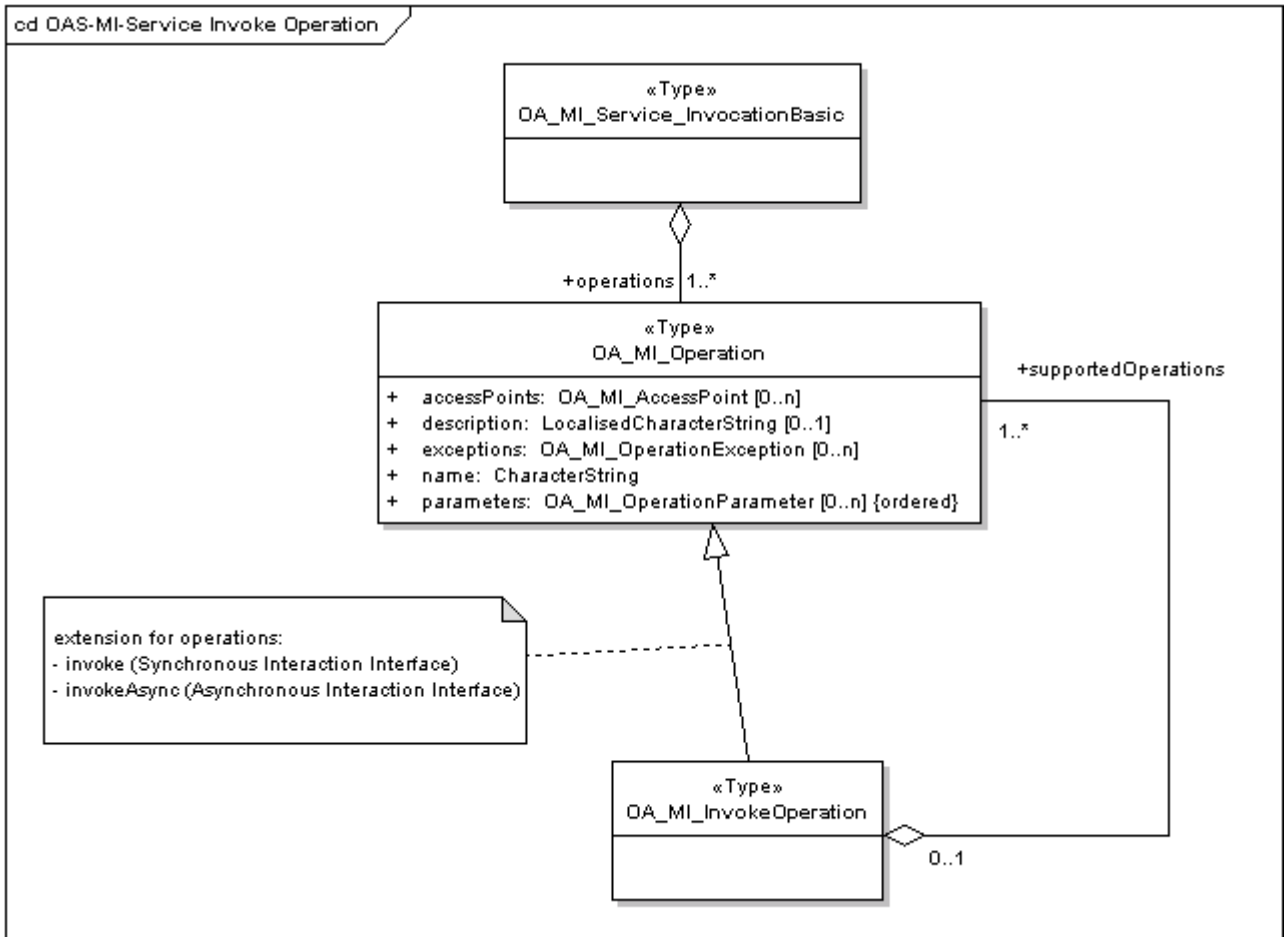 cd OAS-MI-Service Invoke Operation
«Type»
OA_MI_Service_InvocationBasic
+operations 1..*
«Type»
OA_MI_Operation
+ accessPoints: OA_MI_AccessPoint [0..n]
+ description: LocalisedCharacterString [0..1]
+ exceptions: OA_MI_OperationException [0..n]
+ name: CharacterString
+ parameters: OA_MI_OperationParameter [0..n] {ordered}
+supportedOperations
1..*
extension for operations:
- invoke (Synchronous Interaction Interface)
- invokeAsync (Asynchronous Interaction Interface)
«Type»
OA_MI_InvokeOperation
0..1